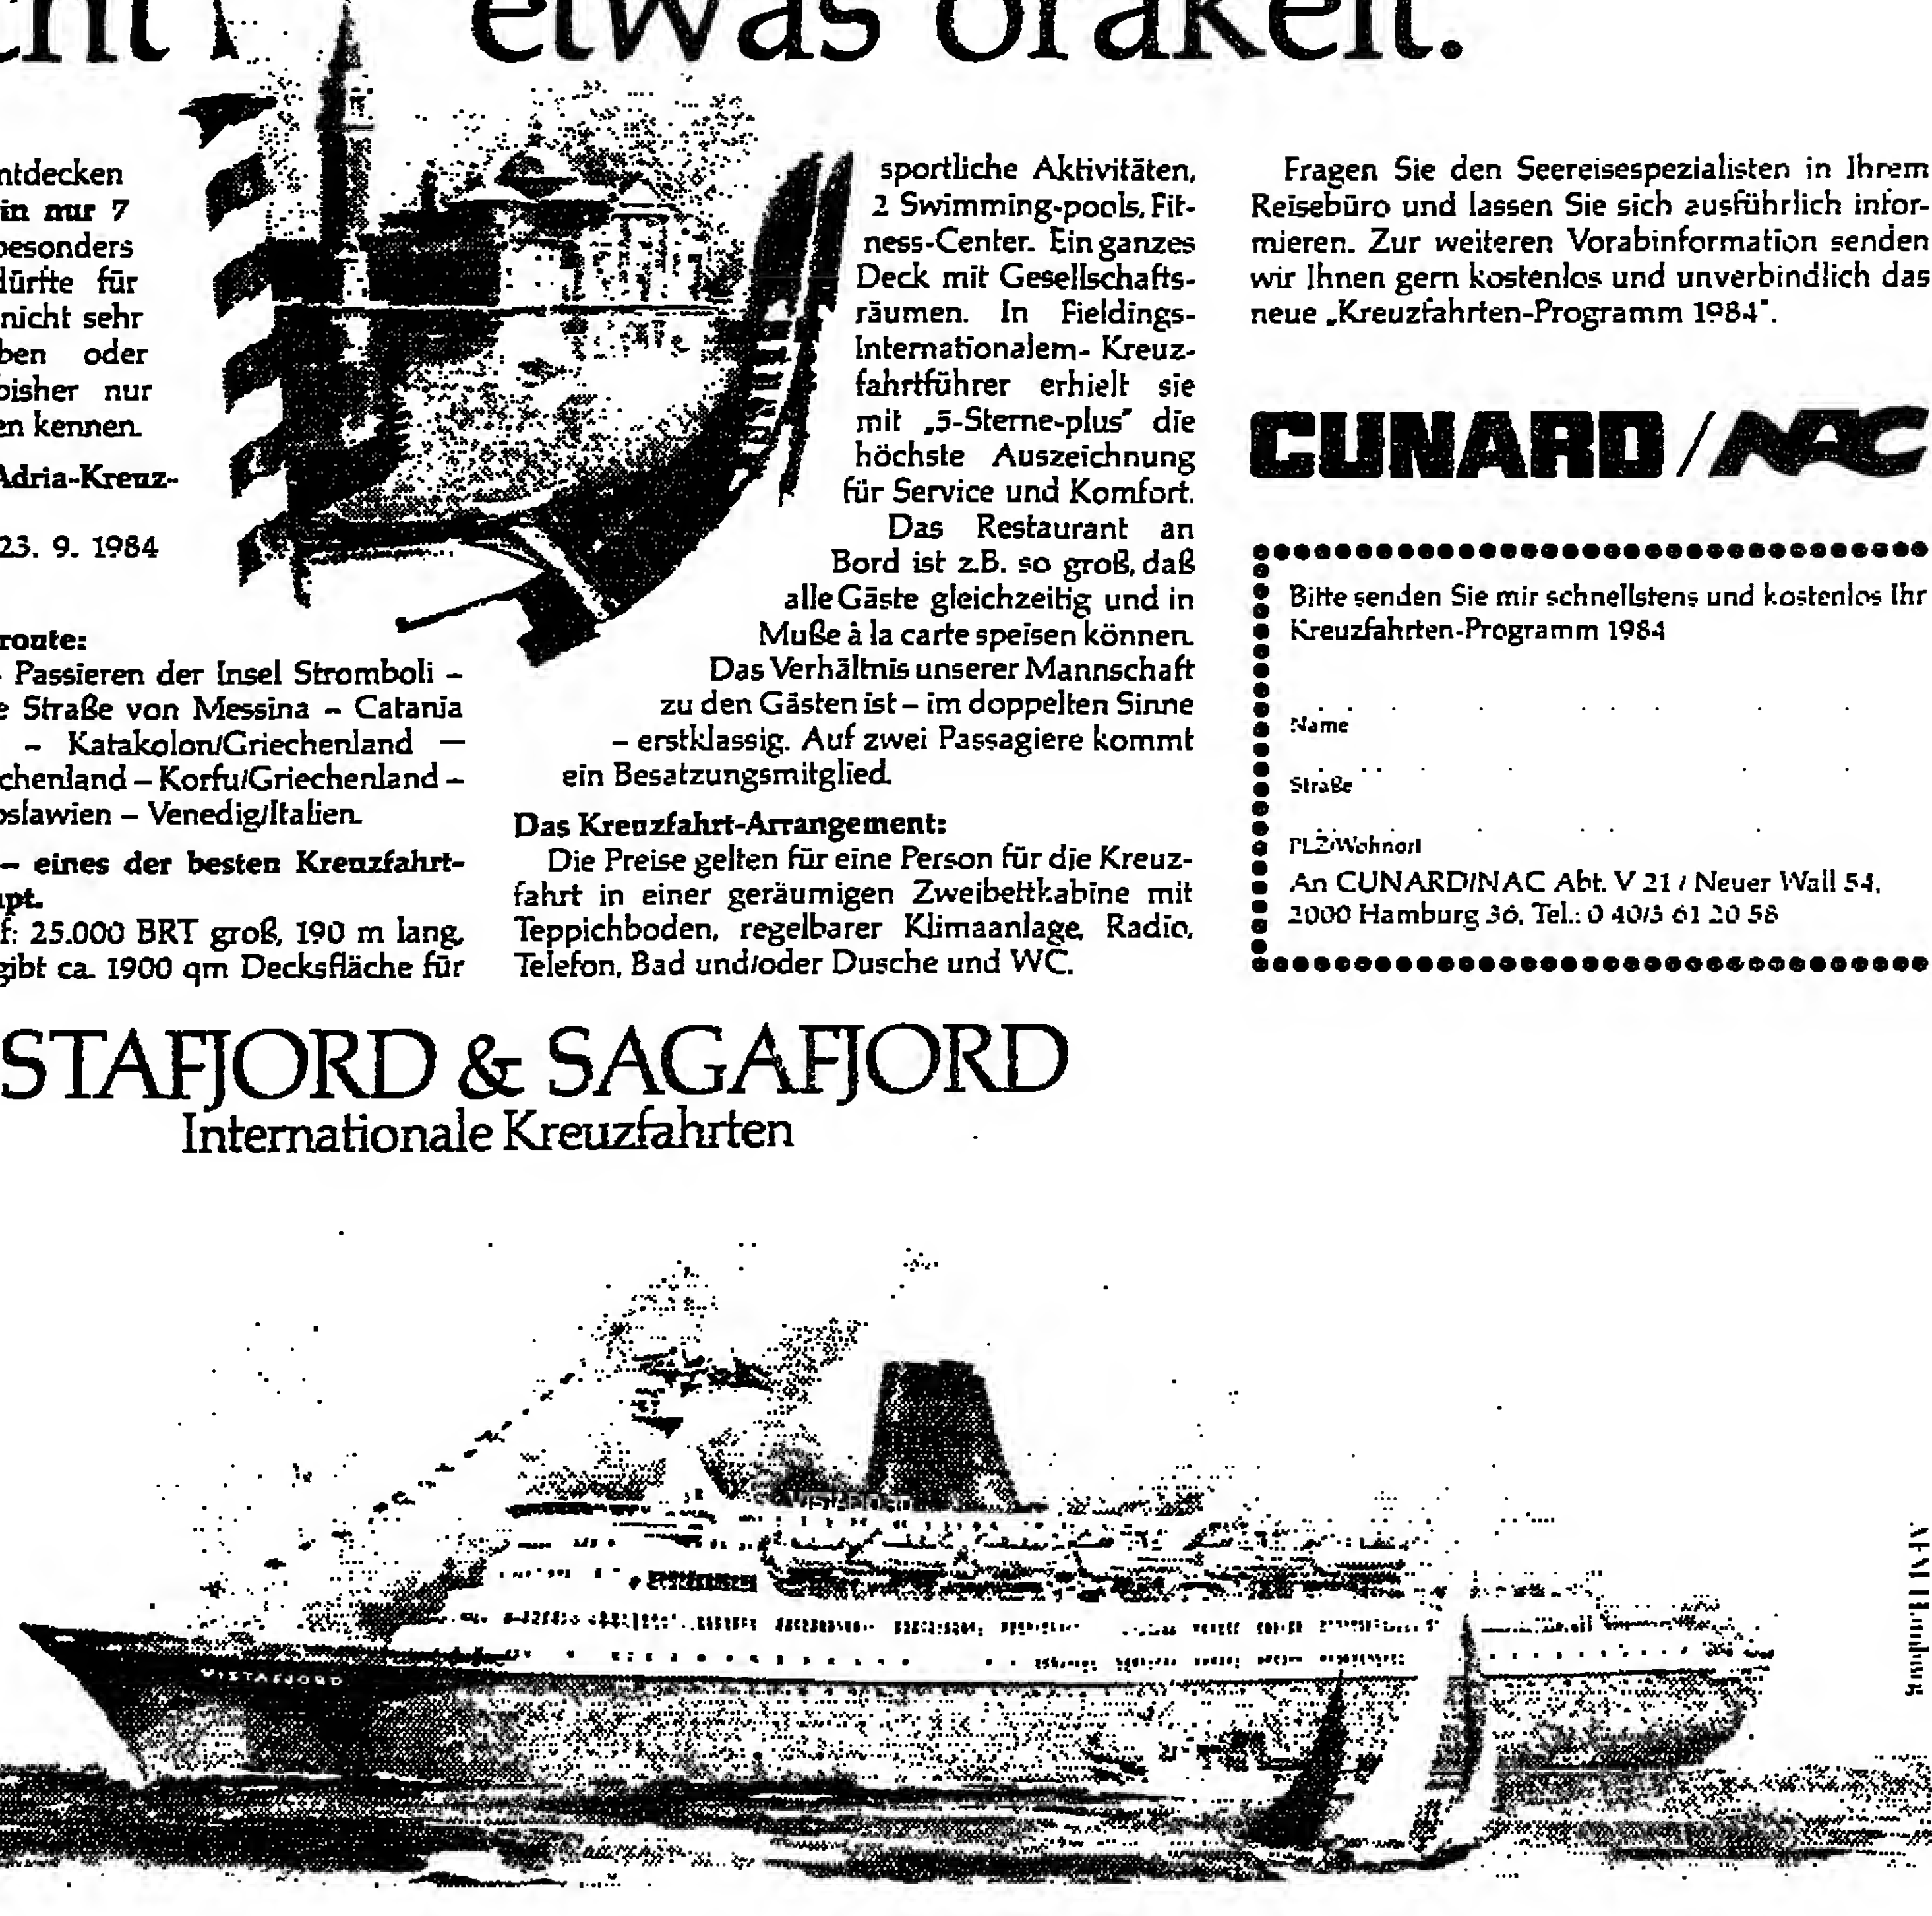 etwas orakelt.
ntdecken
in nur 7
besonders
dürfte für
nicht sehr
ben oder
bisher nur
en kennen.
Adria-Kreuz-
23. 9. 1984
route:
- Passieren der Insel Stromboli –
e Straße von Messina – Catania
– Katakolon/Griechenland —
chenland – Korfu/Griechenland –
oslawien – Venedig/Italien.
– eines der besten Kreuzfahrt-
upt.
f: 25.000 BRT groß, 190 m lang,
gibt ca. 1900 qm Decksfläche für
sportliche Aktivitäten,
2 Swimming-pools, Fit-
ness-Center. Ein ganzes
Deck mit Gesellschafts-
räumen. In Fieldings-
Internationalem- Kreuz-
fahrtführer erhielt sie
mit „5-Sterne-plus" die
höchste Auszeichnung
für Service und Komfort.
Das Restaurant an
Bord ist z.B. so groß, daß
alle Gäste gleichzeitig und in
Muße à la carte speisen können.
Das Verhältnis unserer Mannschaft
zu den Gästen ist – im doppelten Sinne
– erstklassig. Auf zwei Passagiere kommt
ein Besatzungsmitglied.
Das Kreuzfahrt-Arrangement:
Die Preise gelten für eine Person für die Kreuz-
fahrt in einer geräumigen Zweibettkabine mit
Teppichboden, regelbarer Klimaanlage, Radio,
Telefon, Bad und/oder Dusche und WC.
Fragen Sie den Seereisespezialisten in Ihrem
Reisebüro und lassen Sie sich ausführlich infor-
mieren. Zur weiteren Vorabinformation senden
wir Ihnen gern kostenlos und unverbindlich das
neue „Kreuzfahrten-Programm 1984".
CUNARD/NAC
Bitte senden Sie mir schnellstens und kostenlos Ihr
Kreuzfahrten-Programm 1984
Name
Straße
PLZ/Wohnort
An CUNARD/NAC Abt. V 21 / Neuer Wall 54,
2000 Hamburg 36, Tel.: 0 40/3 61 20 58
STAFJORD & SAGAFJORD
Internationale Kreuzfahrten
VISTAFJORD